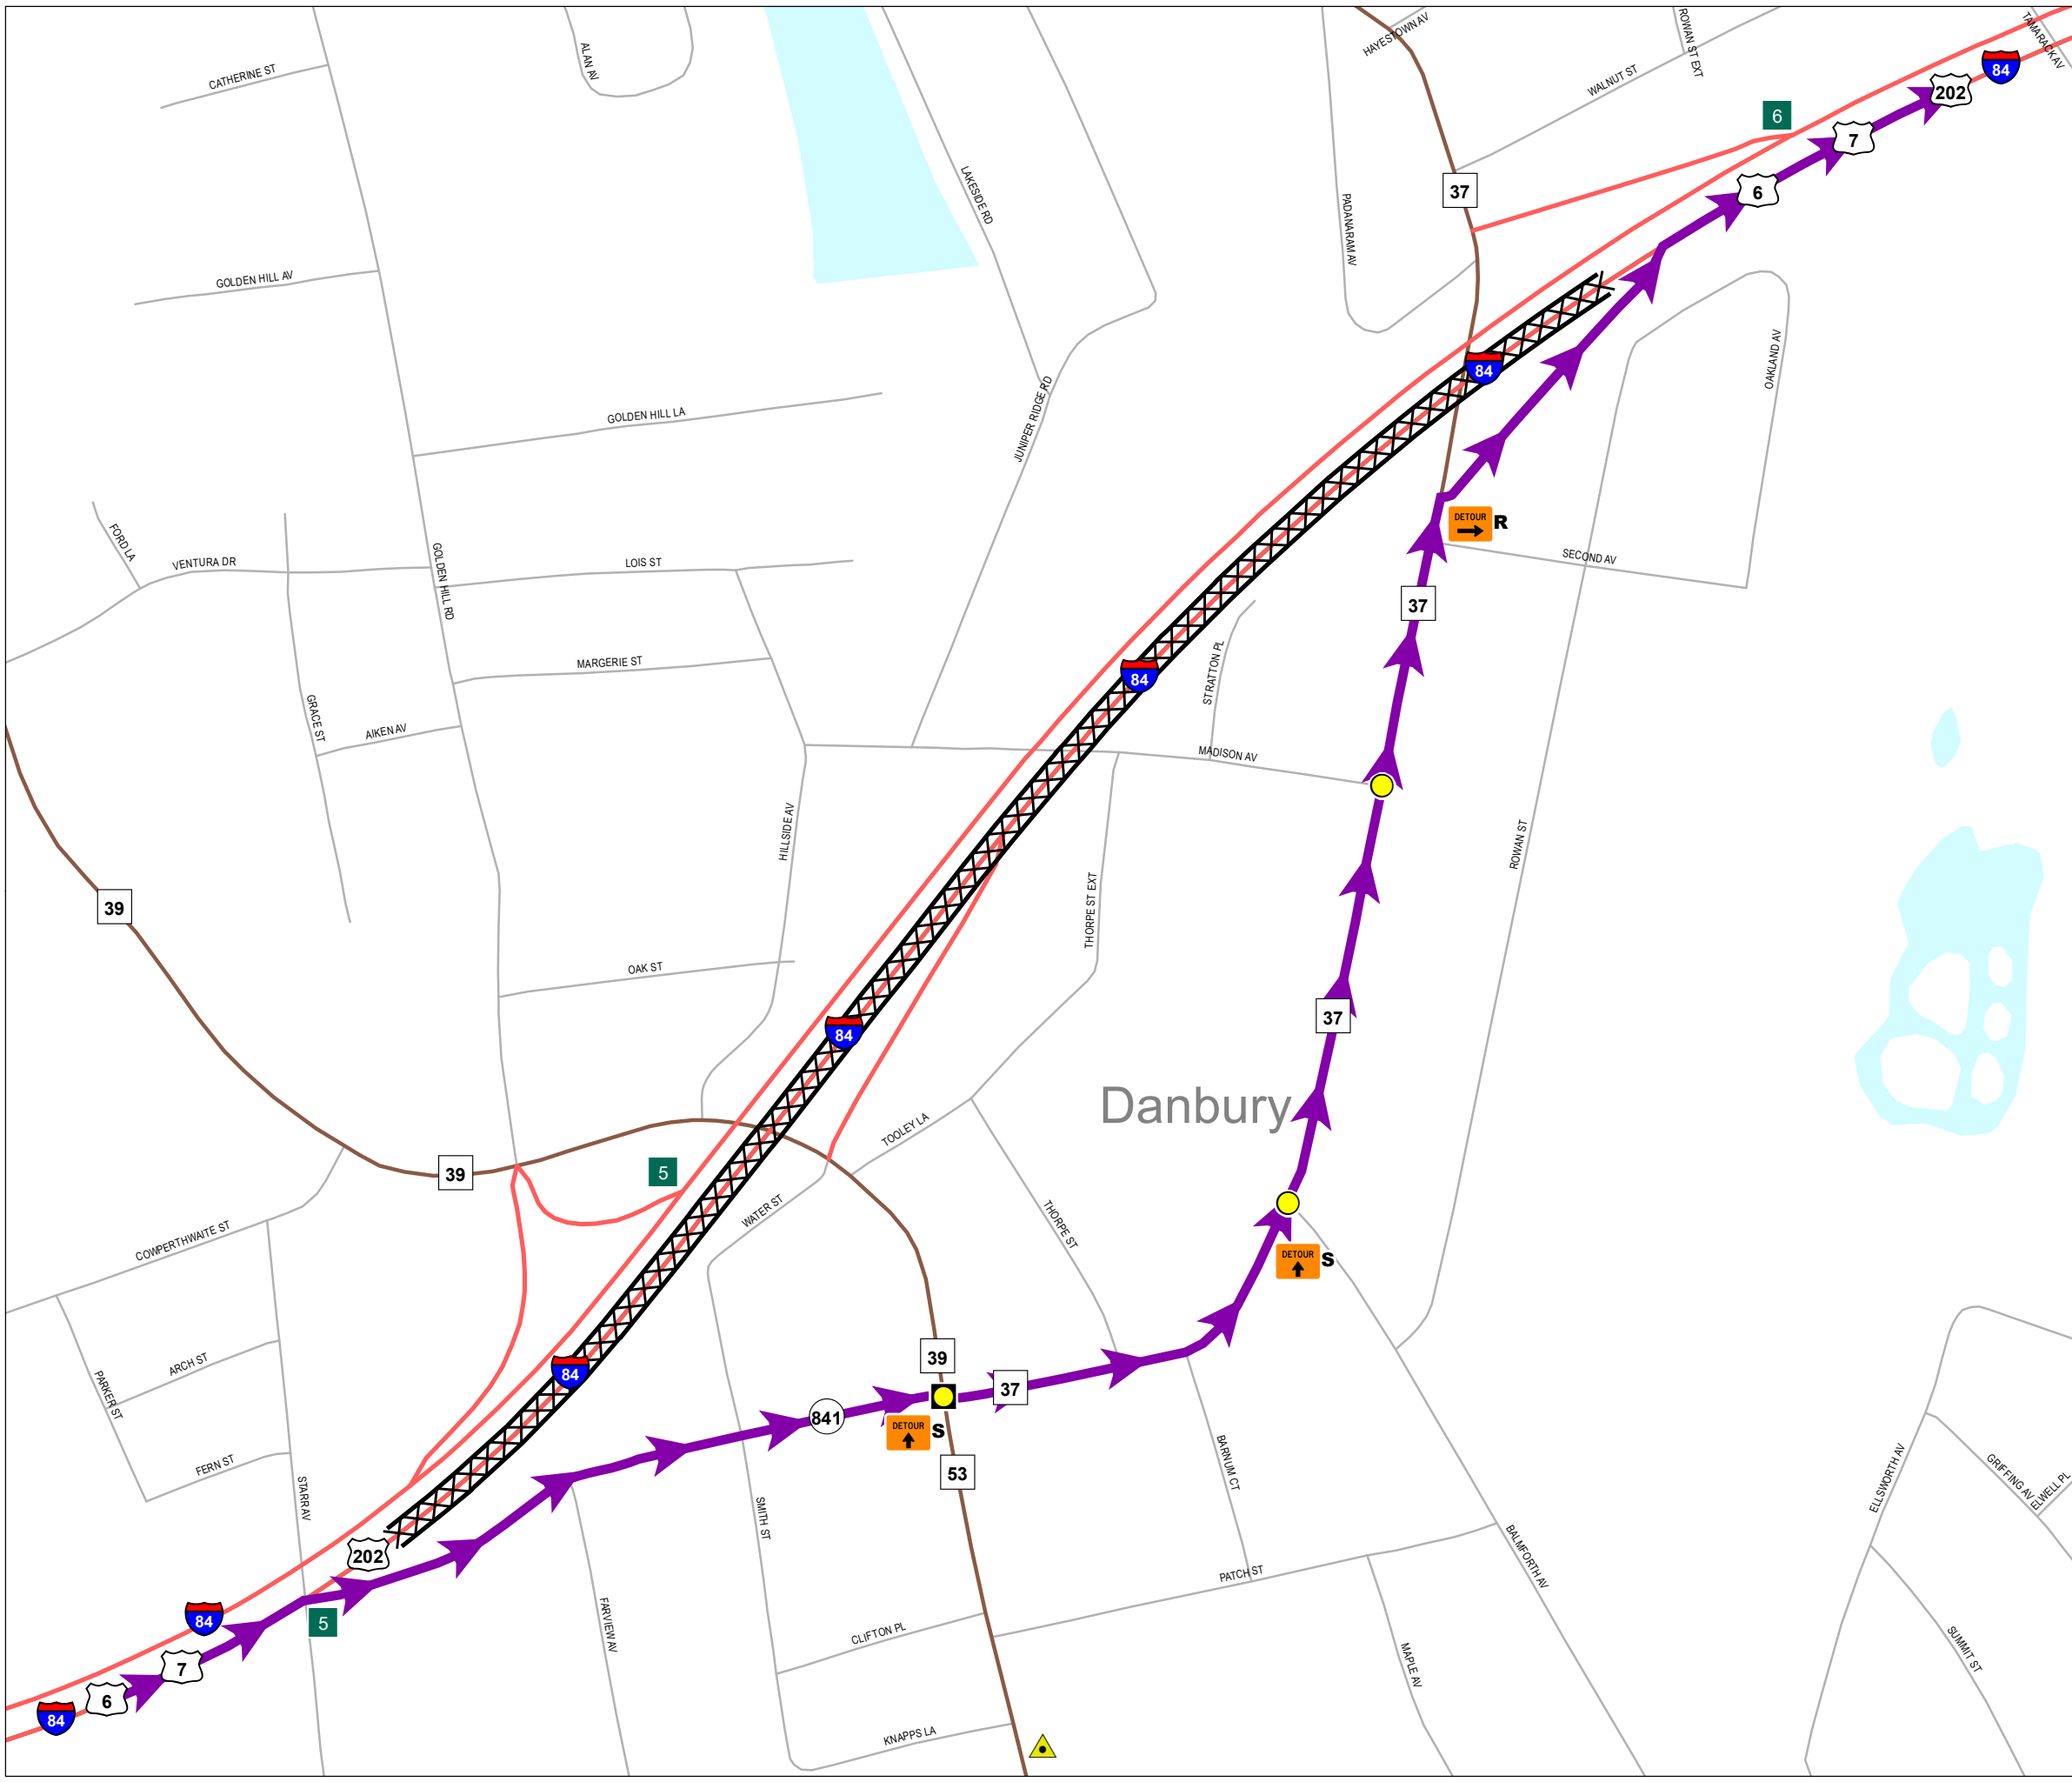 HAYESTOWN AV
ROWAN ST EXT
TAMARACK AV
ALAN AV
CATHERINE ST
WALNUT ST
84
202
6
7
LAKESIDE RD
37
6
PADANARAM AV
GOLDEN HILL AV
84
OAKLAND AV
GOLDEN HILL LA
JUNIPER RIDGE RD
DETOUR R
FORD LA
VENTURA DR
LOIS ST
GOLDEN HILL RD
SECOND AV
37
MARGERIE ST
84
STRATTON PL
GRACE ST
AIKEN AV
MADISON AV
HILLSIDE AV
ROWAN ST
39
THORPE ST EXT
OAK ST
84
37
Danbury
TOOLEY LA
39
5
WATER ST
THORPE ST
COWPERTHWAITE ST
DETOUR S
39
ARCH ST
84
PARKER ST
37
841
DETOUR S
53
FERN ST
STARR AV
SMITH ST
BARNUM CT
ELLSWORTH AV
GRIFFING AV
ELWELL PL
202
BALMFORTH AV
PATCH ST
84
5
FARVIEW AV
CLIFTON PL
MAPLE AV
SUMMIT ST
7
6
84
KNAPPS LA